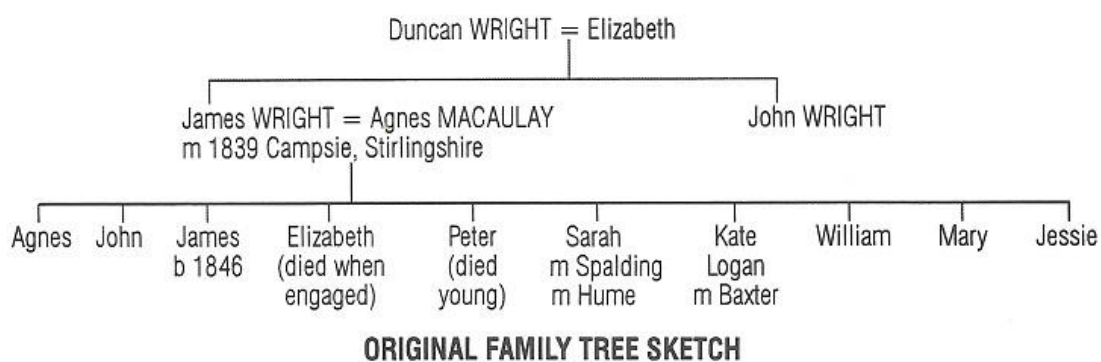 Duncan WRIGHT = Elizabeth
James WRIGHT = Agnes MACAULAY
m 1839 Campsie, Stirlingshire
John WRIGHT
Agnes
John
James
b 1846
Elizabeth
(died when
engaged)
Peter
(died
young)
Sarah
m Spalding
m Hume
Kate
Logan
m Baxter
William
Mary
Jessie
ORIGINAL FAMILY TREE SKETCH